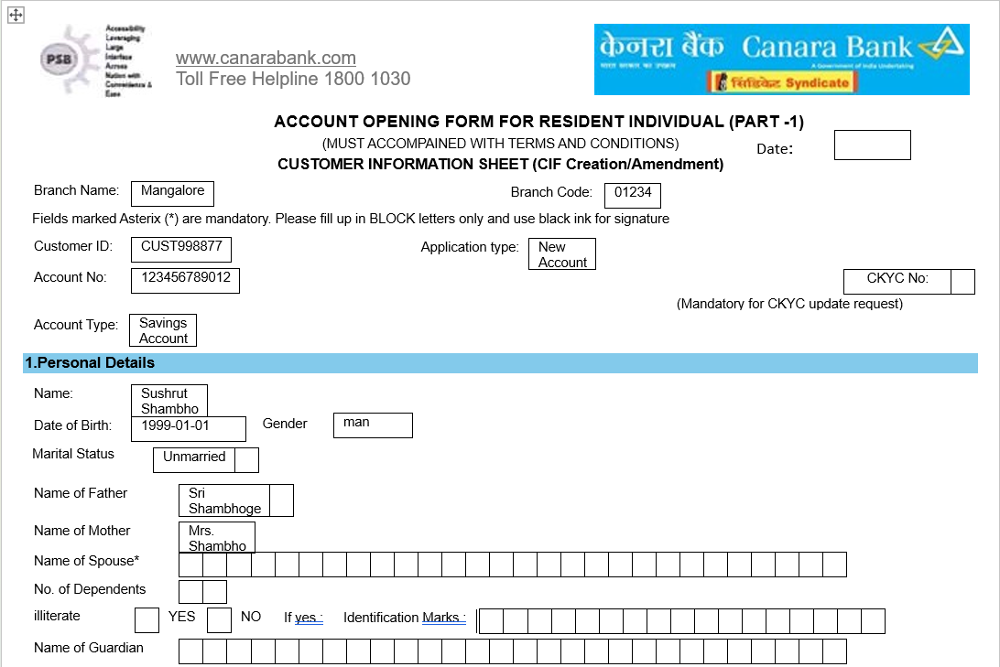 Accessibility
Leveraging
Large
Interface
Across
Nation with
Convenience &
Ease
PSB
www.canarabank.com
Toll Free Helpline 1800 1030
केनरा बैंक Canara Bank
भारत सरकार का उपक्रम A Government of India Undertaking
सिंडिकेट Syndicate
ACCOUNT OPENING FORM FOR RESIDENT INDIVIDUAL (PART -1)
(MUST ACCOMPAINED WITH TERMS AND CONDITIONS)
Date:
CUSTOMER INFORMATION SHEET (CIF Creation/Amendment)
Branch Name: Mangalore Branch Code: 01234
Fields marked Asterix (*) are mandatory. Please fill up in BLOCK letters only and use black ink for signature
Customer ID: CUST998877 Application type: New
Account
Account No: 123456789012 CKYC No:
(Mandatory for CKYC update request)
Account Type: Savings
Account
1.Personal Details
Name: Sushrut
Shambho
Date of Birth: 1999-01-01 Gender man
Marital Status Unmarried
Name of Father Sri
Shambhoge
Name of Mother Mrs.
Shambho
Name of Spouse*
No. of Dependents
illiterate YES NO If yes : Identification Marks :
Name of Guardian